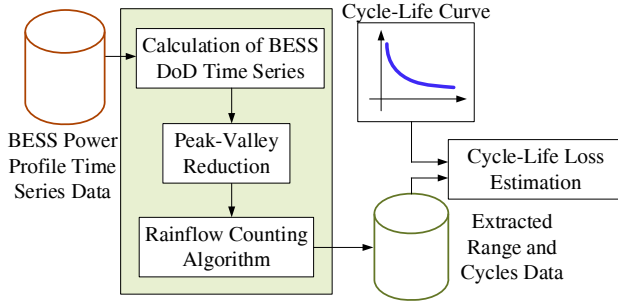 Calculation of BESS
DoD Time Series
Peak-Valley
Reduction
Rainflow Counting
Algorithm
BESS Power
Profile Time
Series Data
Cycle-Life Curve
Cycle-Life Loss
Estimation
Extracted
Range and
Cycles Data